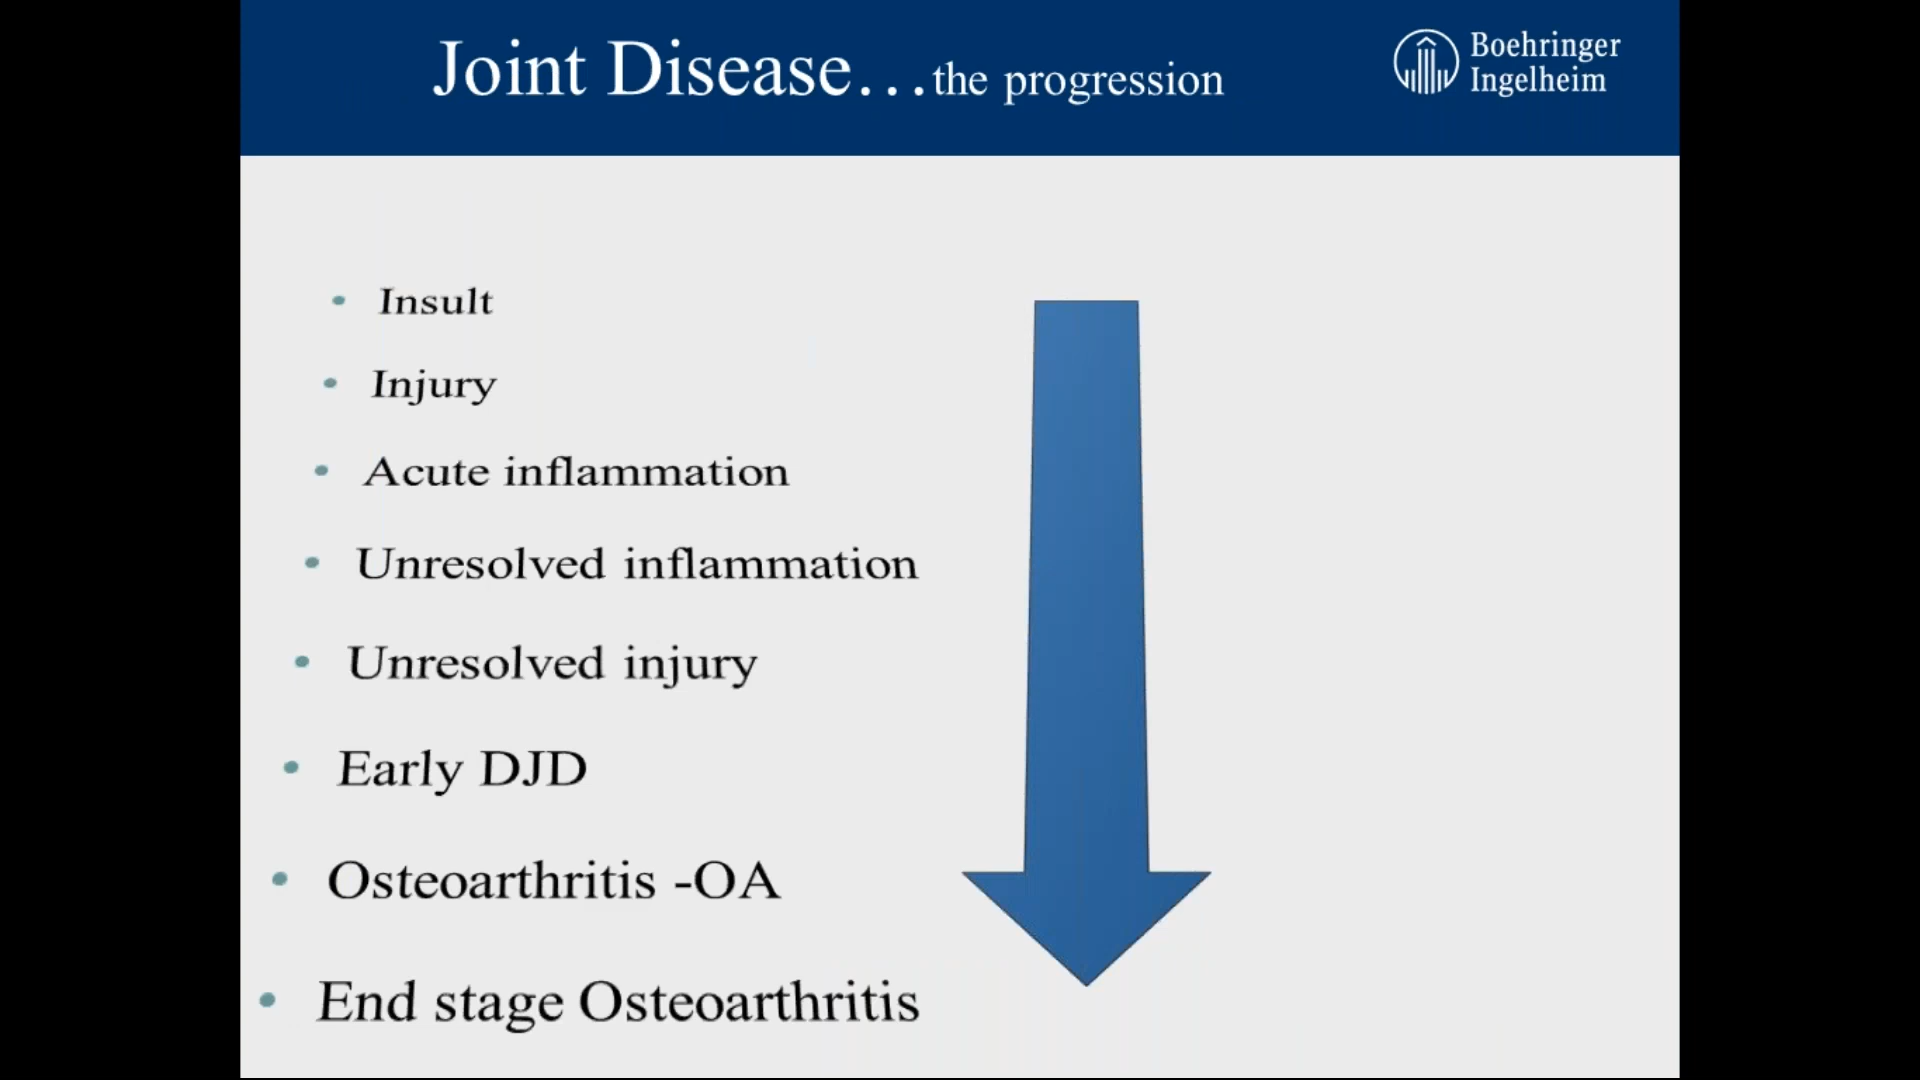 Joint Disease…the progression
Boehringer
Ingelheim
• Insult
• Injury
• Acute inflammation
• Unresolved inflammation
• Unresolved injury
• Early DJD
• Osteoarthritis -OA
• End stage Osteoarthritis